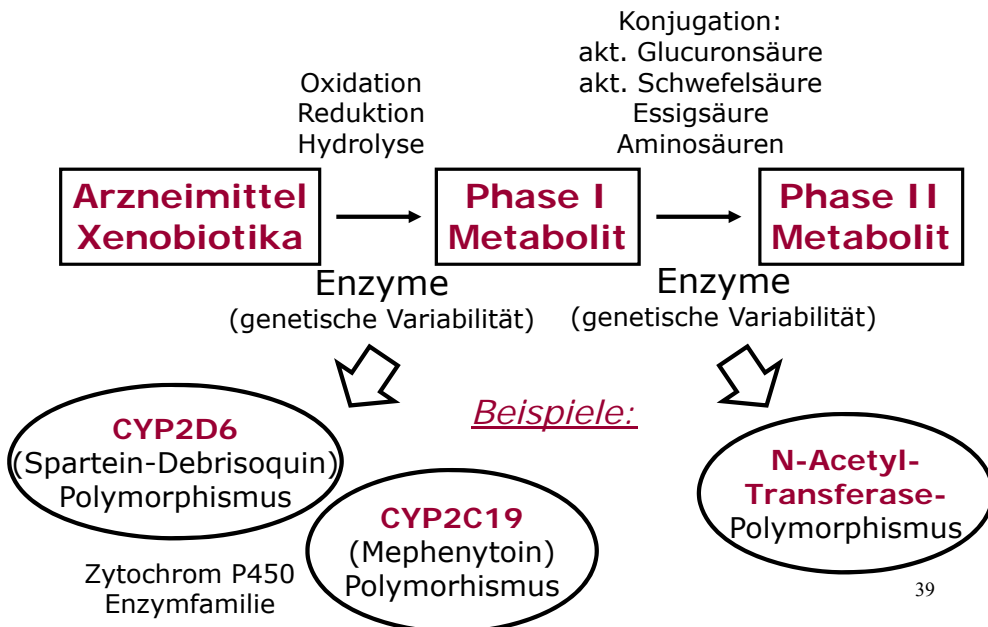 Oxidation
Reduktion
Hydrolyse
Konjugation:
akt. Glucuronsäure
akt. Schwefelsäure
Essigsäure
Aminosäuren
Arzneimittel
Xenobiotika
Phase I
Metabolit
Phase II
Metabolit
Enzyme
(genetische Variabilität)
Enzyme
(genetische Variabilität)
Beispiele:
CYP2D6
(Spartein-Debrisoquin)
Polymorphismus
CYP2C19
(Mephenytoin)
Polymorhismus
N-Acetyl-
Transferase-
Polymorphismus
Zytochrom P450
Enzymfamilie
39